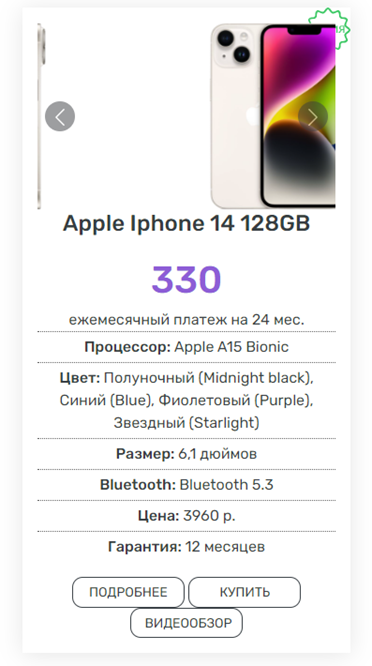 Apple Iphone 14 128GB
330
ежемесячный платеж на 24 мес.
Процессор: Apple A15 Bionic
Цвет: Полуночный (Midnight black),
Синий (Blue), Фиолетовый (Purple),
Звездный (Starlight)
Размер: 6,1 дюймов
Bluetooth: Bluetooth 5.3
Цена: 3960 р.
Гарантия: 12 месяцев
ПОДРОБНЕЕ КУПИТЬ
ВИДЕООБЗОР